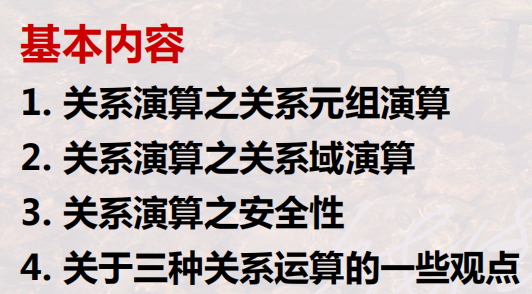 基本内容
1. 关系演算之关系元组演算
2. 关系演算之关系域演算
3. 关系演算之安全性
4. 关于三种关系运算的一些观点